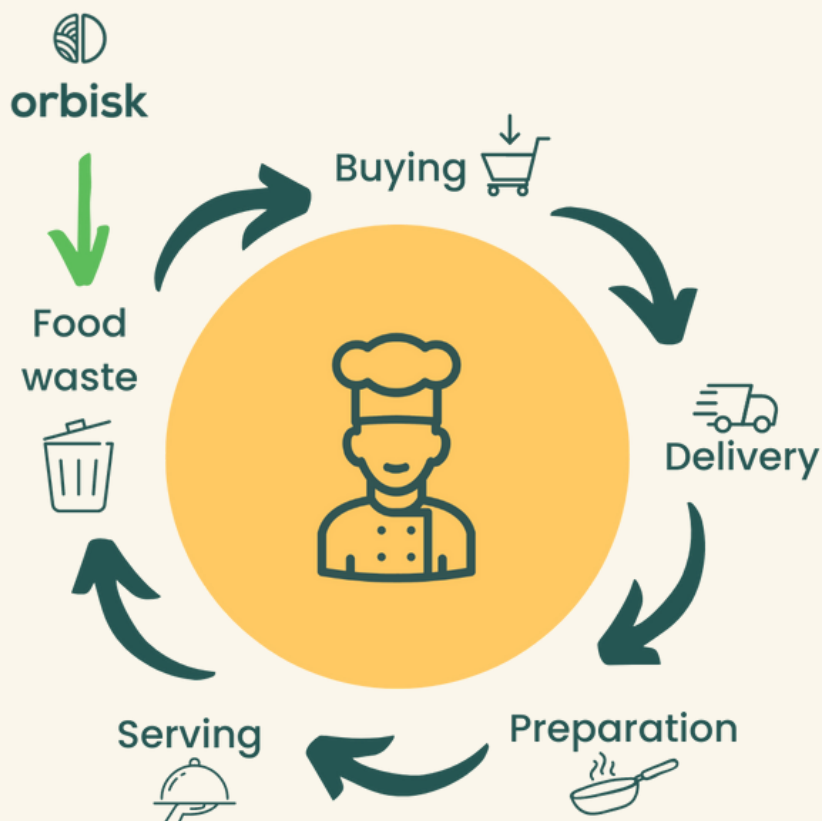 orbisk
Buying
Food
waste
Delivery
Preparation
Serving